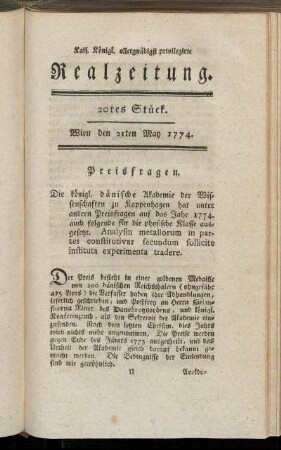 Kais. Königl. allergnädigst privilegirte
Realzeitung.
20tes Stück.
Wien den 21ten May 1774.
Preisfragen.
Die königl. dänische Akademie der Wis-
senschaften zu Koppenhagen hat unter
andern Preisfragen auf das Jahr 1774.
auch folgende für die physische Klasse aus-
gesetzt. Analysin metallorum in par-
tes constitutivas secundum sollicite
instituta experimenta tradere.
Der Preis besteht in einer goldenen Medaille
von 100 dänischen Reichsthalern (ohngefähr
425 Livr.) die Verfasser haben ihre Abhandlungen,
leserlich geschrieben, und Postfrey an Herrn
Ritter des Danebrogsordens, und königl.
Konferenzrath, als den Sekretär der Akademie ein-
zusenden. Nach dem letzten Christm. dies Jahrs
wird nichts mehr angenommen. Die Preise werden
gegen Ende des Jäners 1775 ausgetheilt, und das
Urtheil der Akademie gleich darauf bekannt ge-
macht werden. Die Bedingnisse der Einsendung
sind wie gewöhnlich.
U Anekdo-